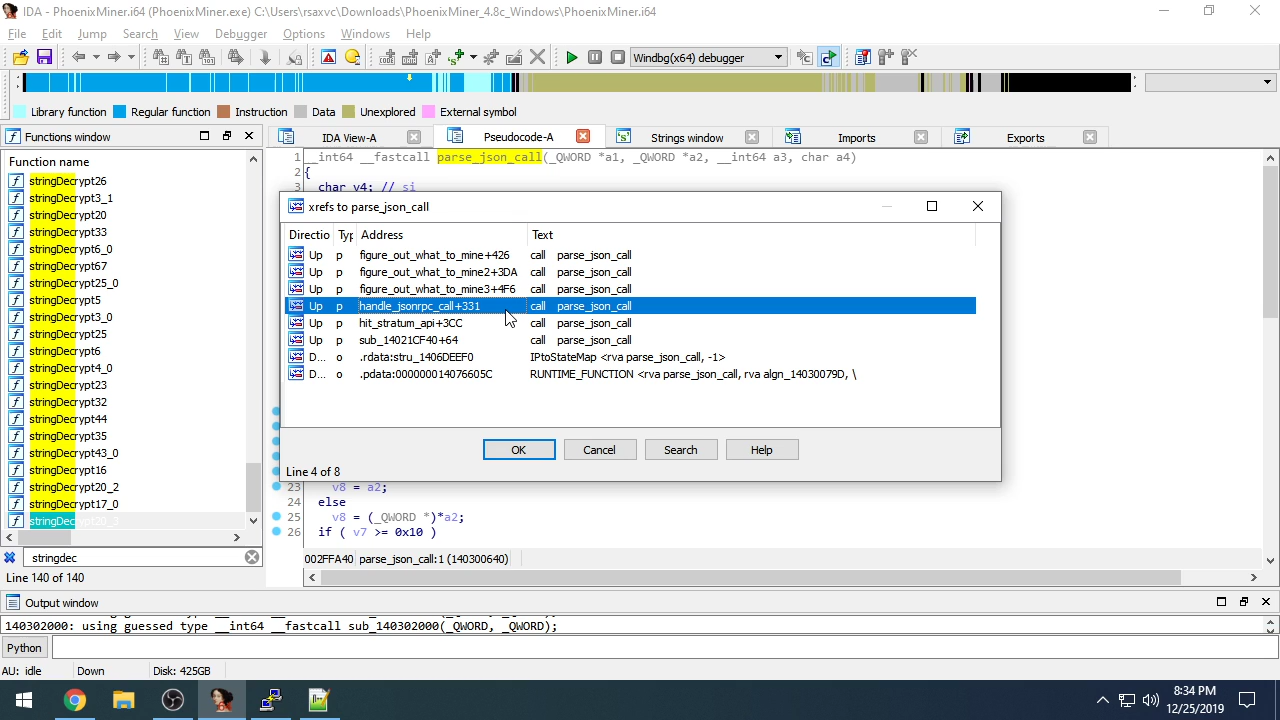 IDA - PhoenixMiner.i64 (PhoenixMiner.exe) C:\Users\rsaxvc\Downloads\PhoenixMiner_4.8c_Windows\PhoenixMiner.i64
File Edit Jump Search View Debugger Options Windows Help
Windbg(x64) debugger
Library function Regular function Instruction Data Unexplored External symbol
Functions window
IDA View-A Pseudocode-A Strings window Imports Exports
Function name
stringDecrypt26
stringDecrypt3_1
stringDecrypt20
stringDecrypt33
stringDecrypt6_0
stringDecrypt67
stringDecrypt25_0
stringDecrypt5
stringDecrypt3_0
stringDecrypt25
stringDecrypt6
stringDecrypt4_0
stringDecrypt23
stringDecrypt32
stringDecrypt44
stringDecrypt35
stringDecrypt43_0
stringDecrypt16
stringDecrypt20_2
stringDecrypt17_0
stringdec
Line 140 of 140
1 __int64 __fastcall parse_json_call(_QWORD *a1, _QWORD *a2, __int64 a3, char a4)
2 {
3 char v4; // si
xrefs to parse_json_call
Directio Typ Address Text
Up p figure_out_what_to_mine+426 call parse_json_call
Up p figure_out_what_to_mine2+3DA call parse_json_call
Up p figure_out_what_to_mine3+4F6 call parse_json_call
Up p handle_jsonrpc_call+331 call parse_json_call
Up p hit_stratum_api+3CC call parse_json_call
Up p sub_14021CF40+64 call parse_json_call
D... o .rdata:stru_1406DEEF0 IPtoStateMap <rva parse_json_call, -1>
D... o .pdata:000000014076605C RUNTIME_FUNCTION <rva parse_json_call, rva algn_14030079D, \
OK Cancel Search Help
Line 4 of 8
23 v8 = a2;
24 else
25 v8 = (_QWORD *)*a2;
26 if ( v7 >= 0x10 )
002FFA40 parse_json_call:1 (140300640)
Output window
140302000: using guessed type __int64 __fastcall sub_140302000(_QWORD, _QWORD);
Python
AU: idle Down Disk: 425GB
8:34 PM
12/25/2019